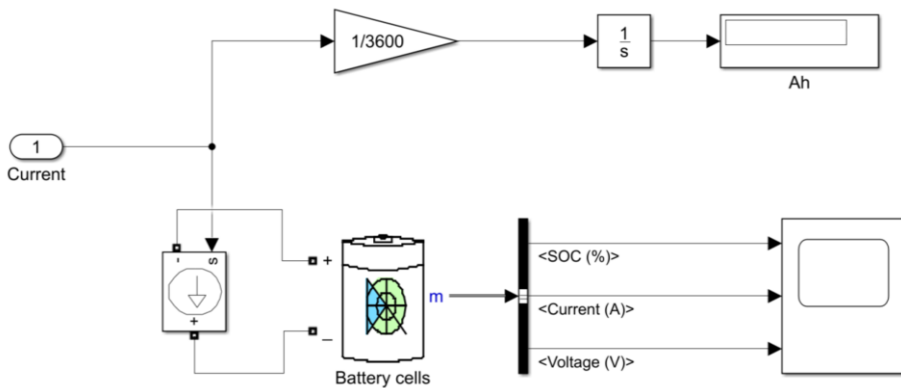 1/3600
1
s
Ah
1
Current
-
s
+
+
–
m
Battery cells
<SOC (%)>
<Current (A)>
<Voltage (V)>